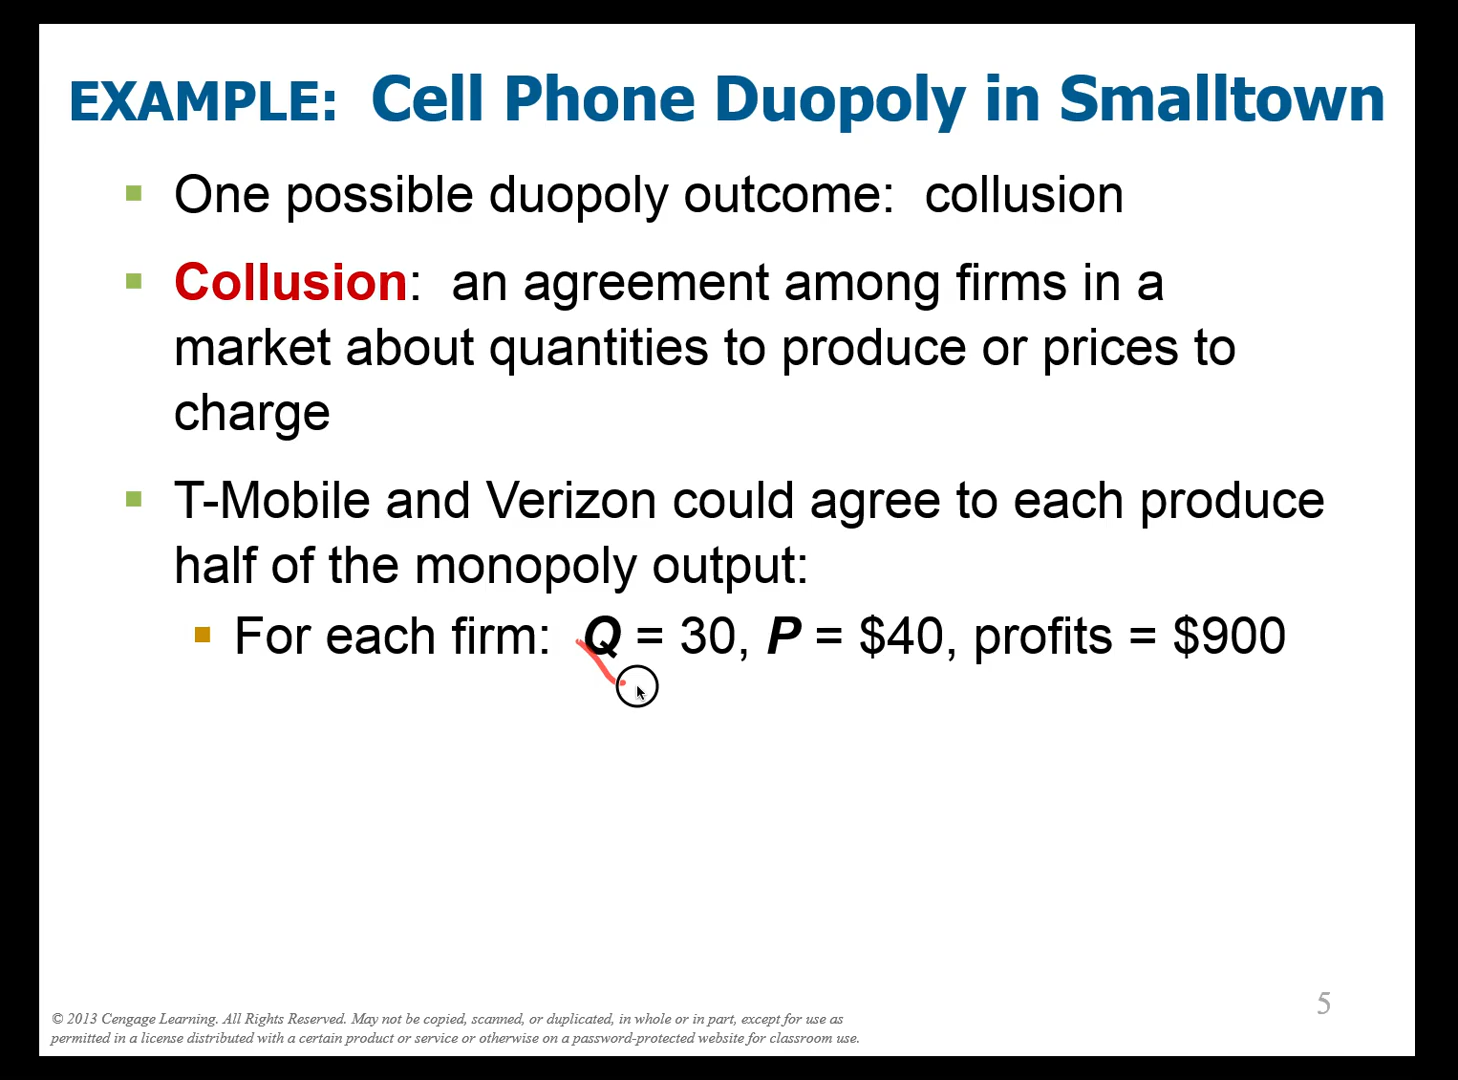 EXAMPLE: Cell Phone Duopoly in Smalltown
One possible duopoly outcome: collusion
Collusion: an agreement among firms in a
market about quantities to produce or prices to
charge
T-Mobile and Verizon could agree to each produce
half of the monopoly output:
For each firm: Q = 30, P = $40, profits = $900
5
© 2013 Cengage Learning. All Rights Reserved. May not be copied, scanned, or duplicated, in whole or in part, except for use as
permitted in a license distributed with a certain product or service or otherwise on a password-protected website for classroom use.